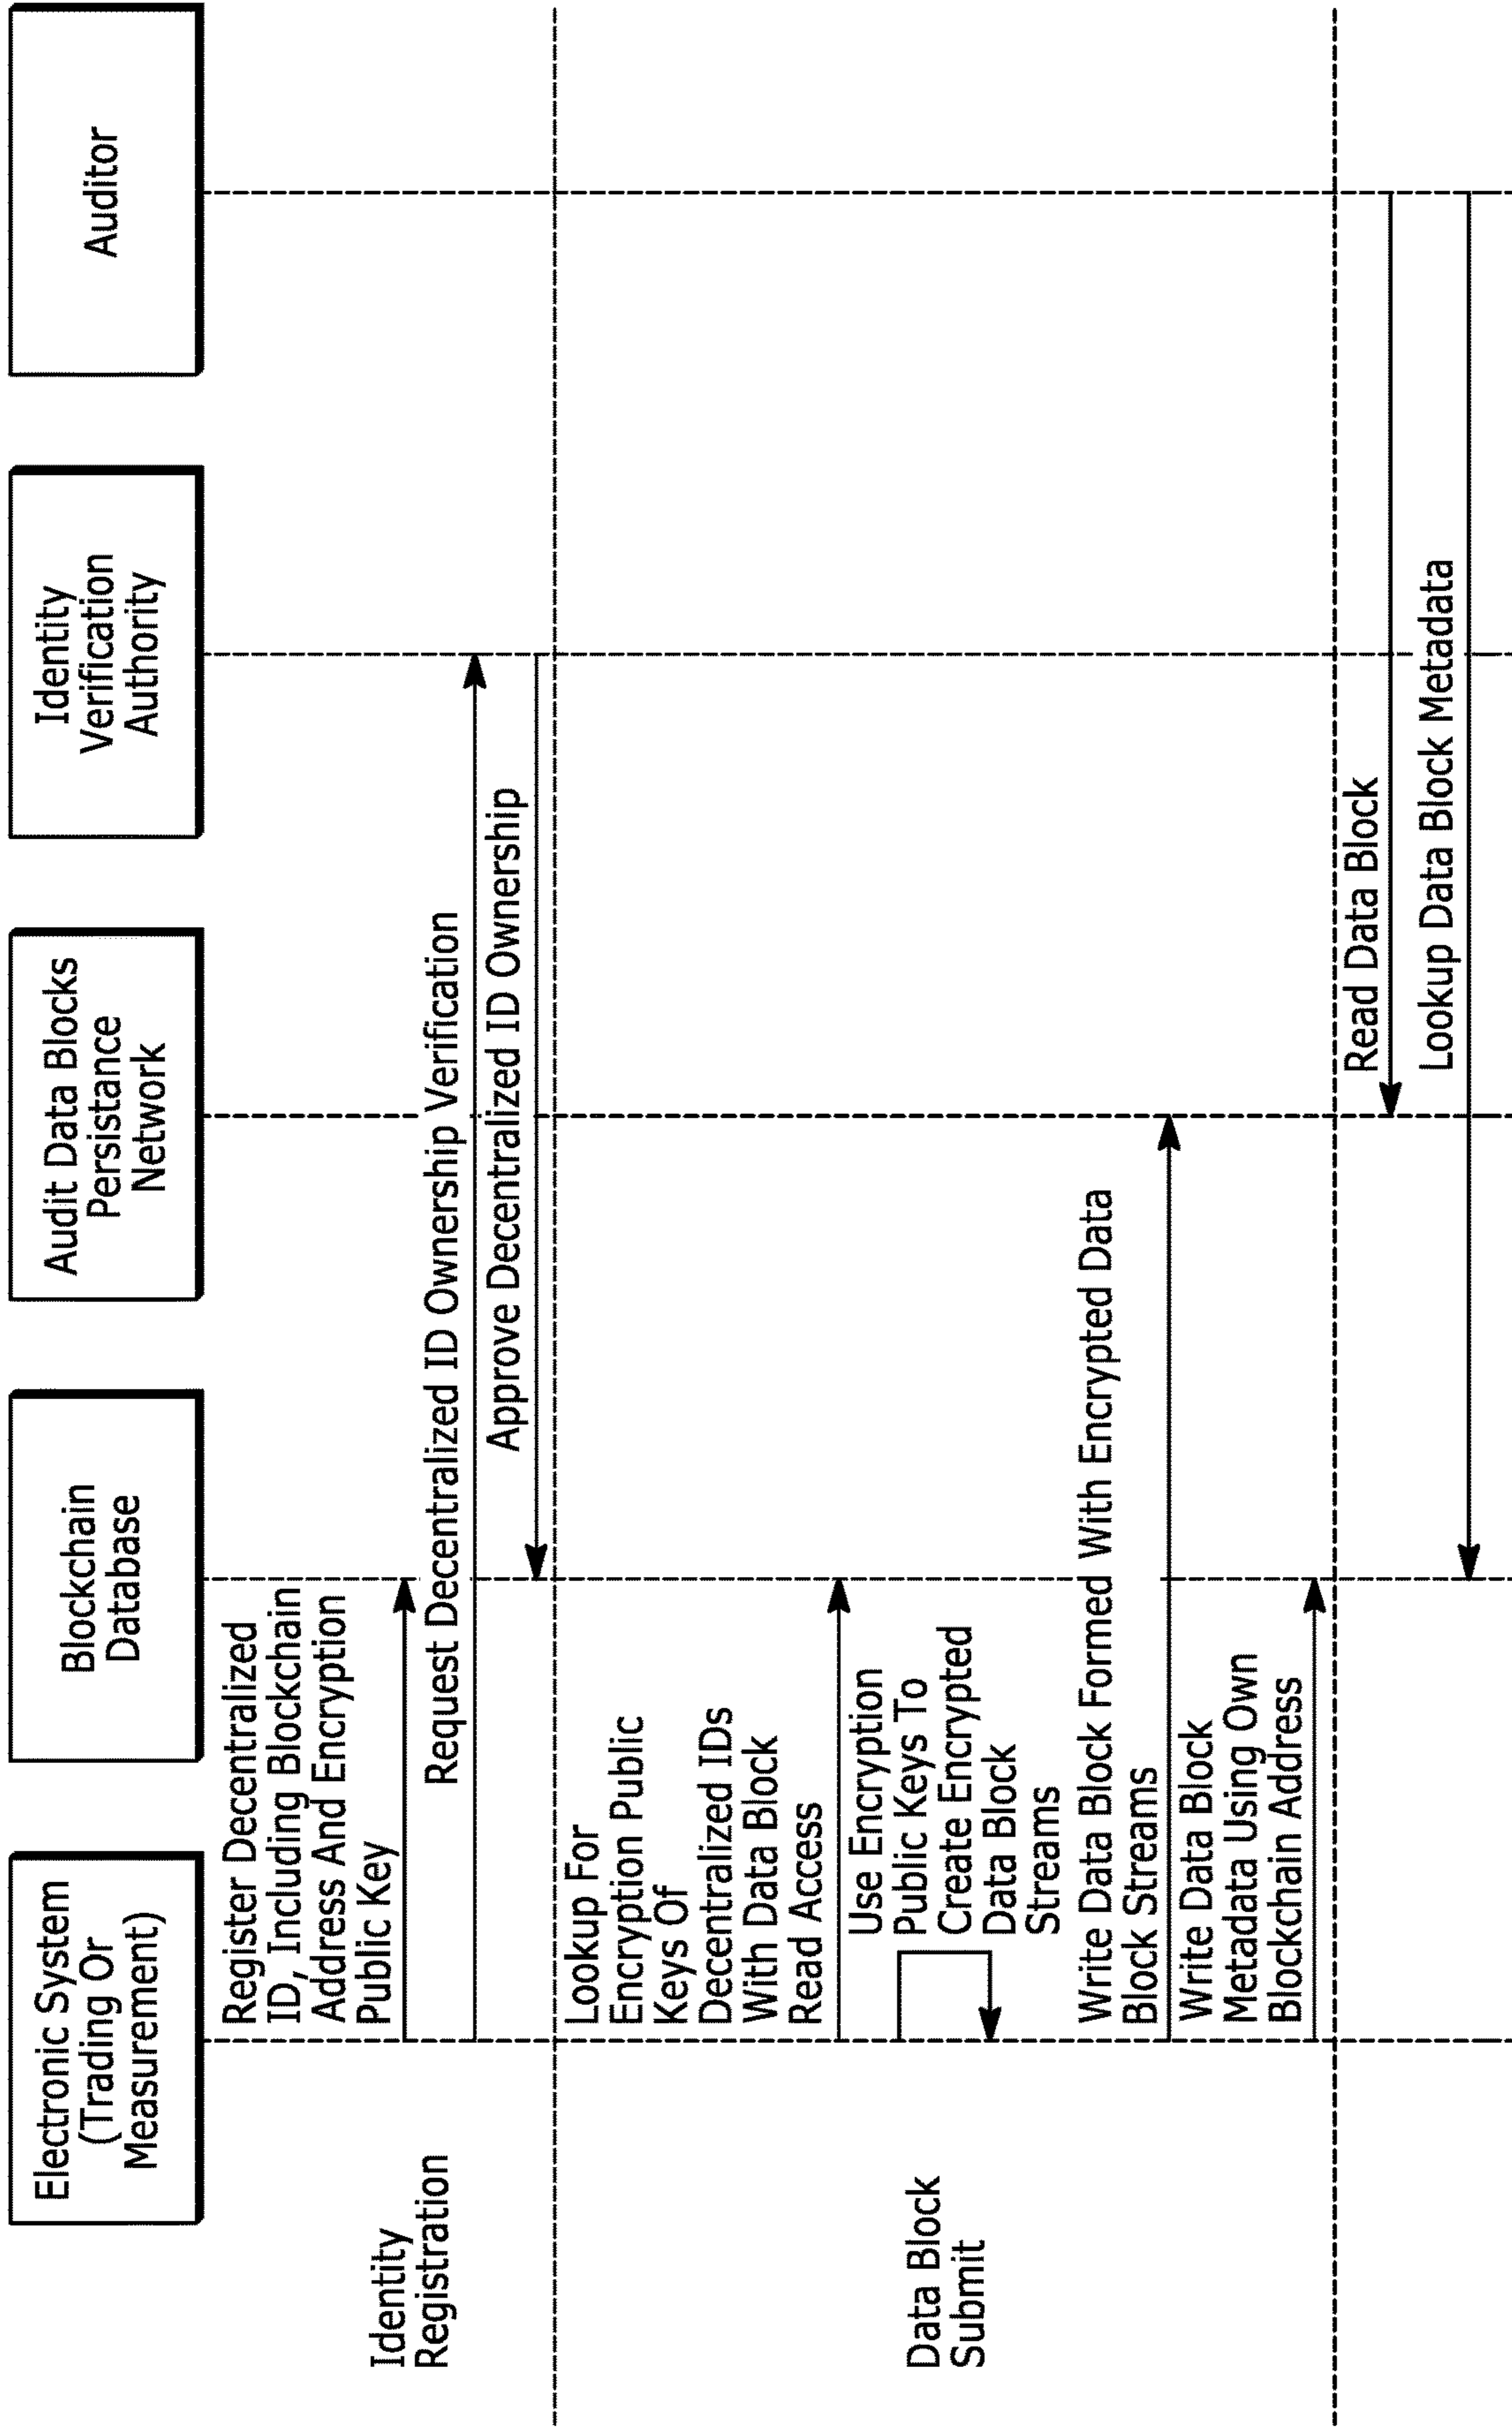 Electronic System
(Trading Or
Measurement)
Blockchain
Database
Audit Data Blocks
Persistance
Network
Identity
Verification
Authority
Auditor
Identity
Registration
Register Decentralized
ID, Including Blockchain
Address And Encryption
Public Key
Request Decentralized ID Ownership Verification
Approve Decentralized ID Ownership
Data Block
Submit
Lookup For
Encryption Public
Keys Of
Decentralized IDs
With Data Block
Read Access
Use Encryption
Public Keys To
Create Encrypted
Data Block
Streams
Write Data Block Formed With Encrypted Data
Block Streams
Write Data Block
Metadata Using Own
Blockchain Address
Read Data Block
Lookup Data Block Metadata